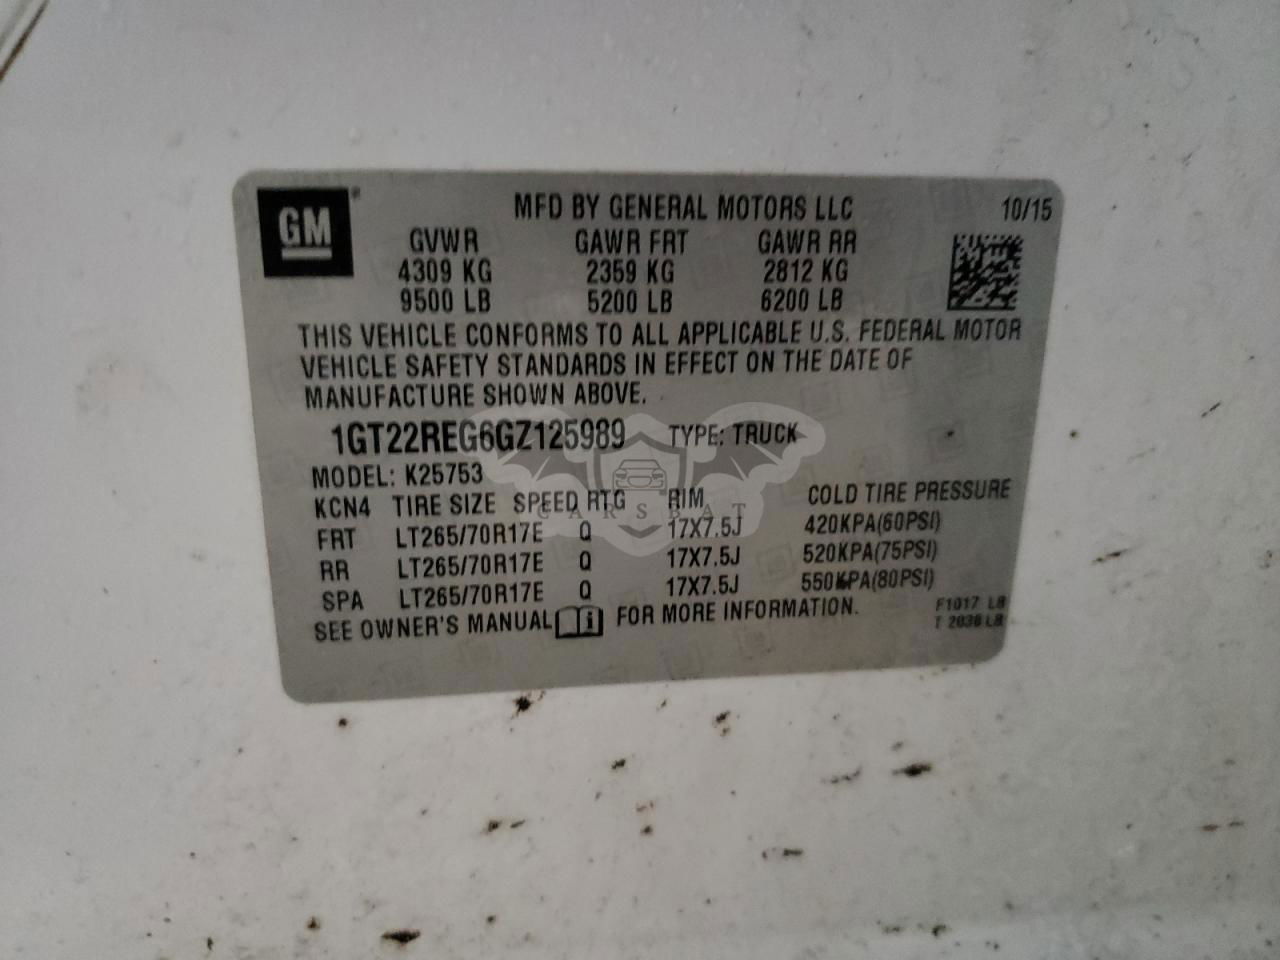 GM
MFD BY GENERAL MOTORS LLC 10/15
GVWR GAWR FRT GAWR RR
4309 KG 2359 KG 2812 KG
9500 LB 5200 LB 6200 LB
THIS VEHICLE CONFORMS TO ALL APPLICABLE U.S. FEDERAL MOTOR
VEHICLE SAFETY STANDARDS IN EFFECT ON THE DATE OF
MANUFACTURE SHOWN ABOVE.
1GT22REG6GZ125989 TYPE: TRUCK
MODEL: K25753
KCN4 TIRE SIZE SPEED RTG RIM COLD TIRE PRESSURE
CARSBAT
FRT LT265/70R17E Q 17X7.5J 420KPA(60PSI)
RR LT265/70R17E Q 17X7.5J 520KPA(75PSI)
SPA LT265/70R17E Q 17X7.5J 550KPA(80PSI)
SEE OWNER'S MANUAL i FOR MORE INFORMATION.
F1017 LB
T 2036 LB